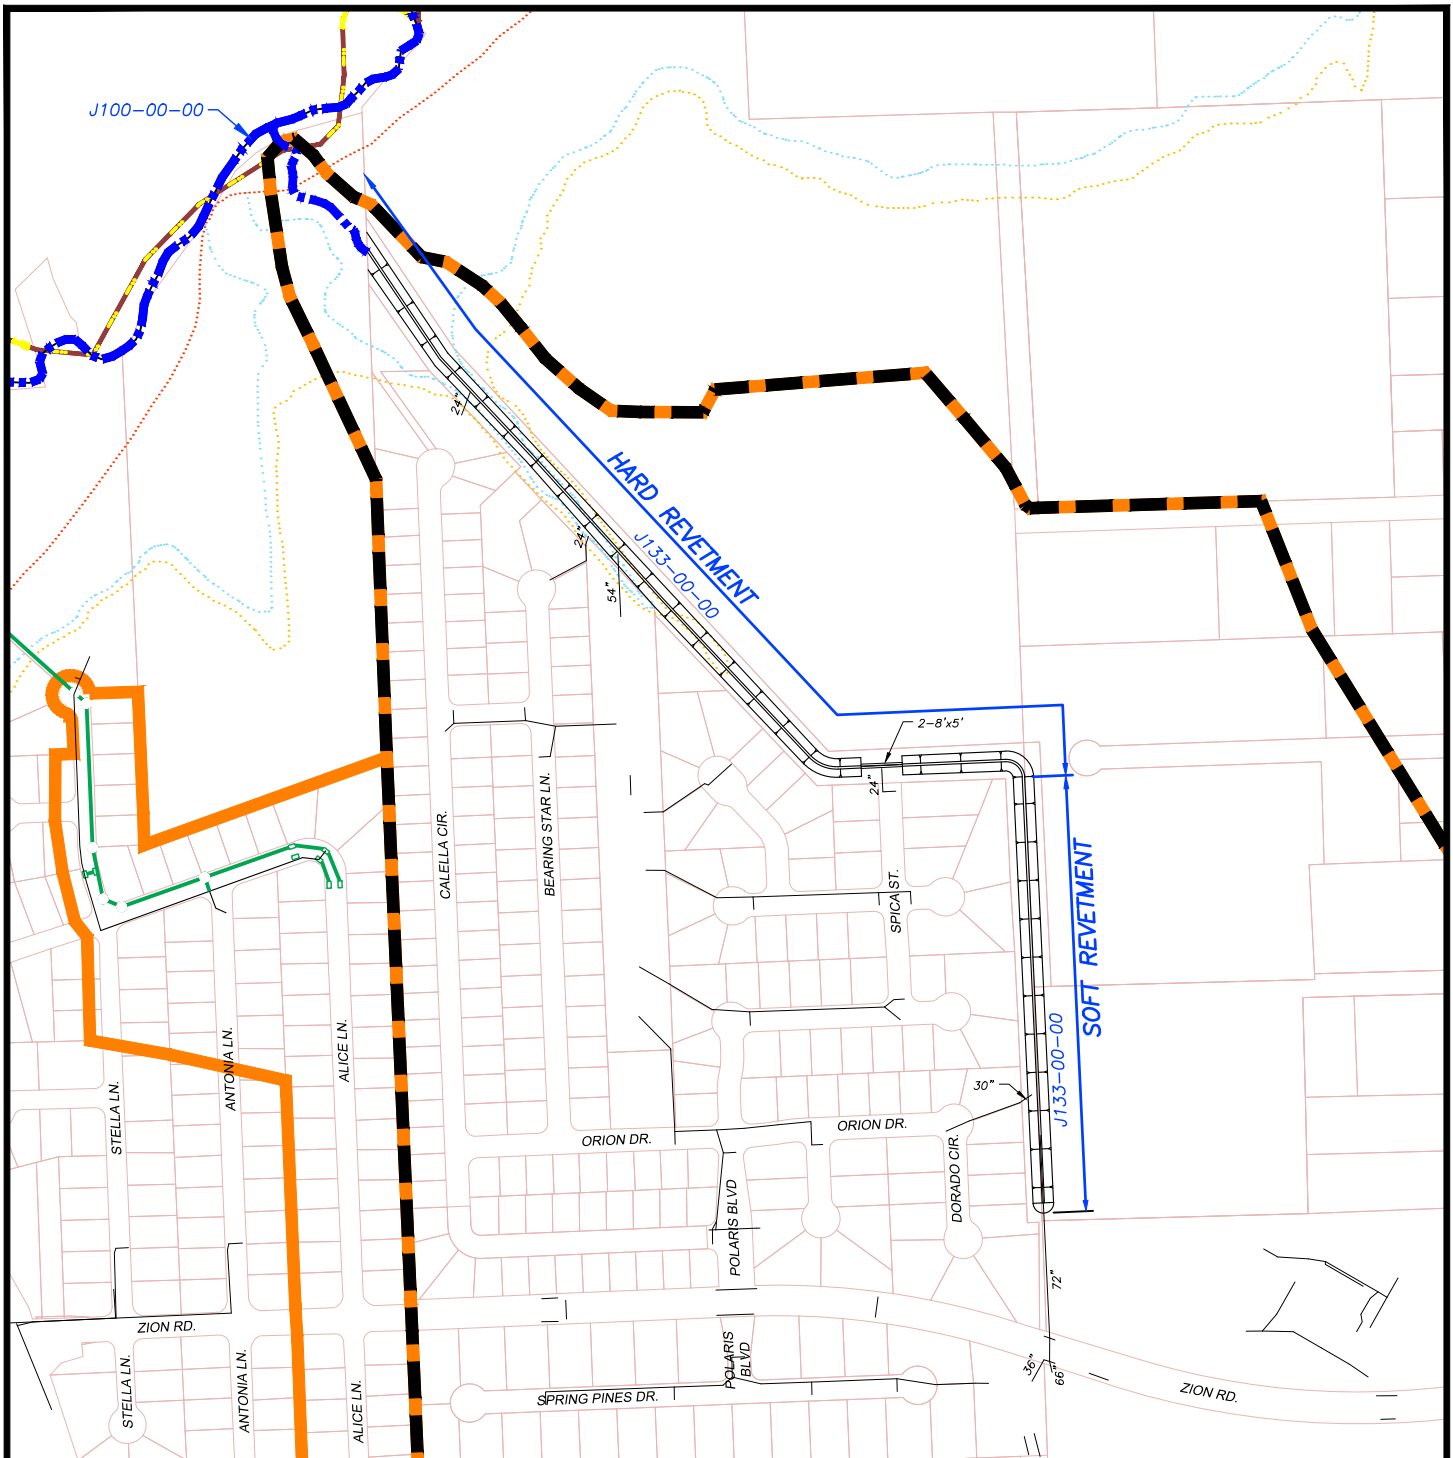 J100-00-00
24"
HARD REVETMENT
J133-00-00
24"
54"
2-8'x5'
24"
CALELLA CIR.
BEARING STAR LN.
SPICA ST.
SOFT REVETMENT
J133-00-00
STELLA LN.
ANTONIA LN.
ALICE LN.
30"
ORION DR.
ORION DR.
DORADO CIR.
POLARIS BLVD
72"
ZION RD.
POLARIS
BLVD
36"
66"
STELLA LN.
ANTONIA LN.
ALICE LN.
SPRING PINES DR.
ZION RD.